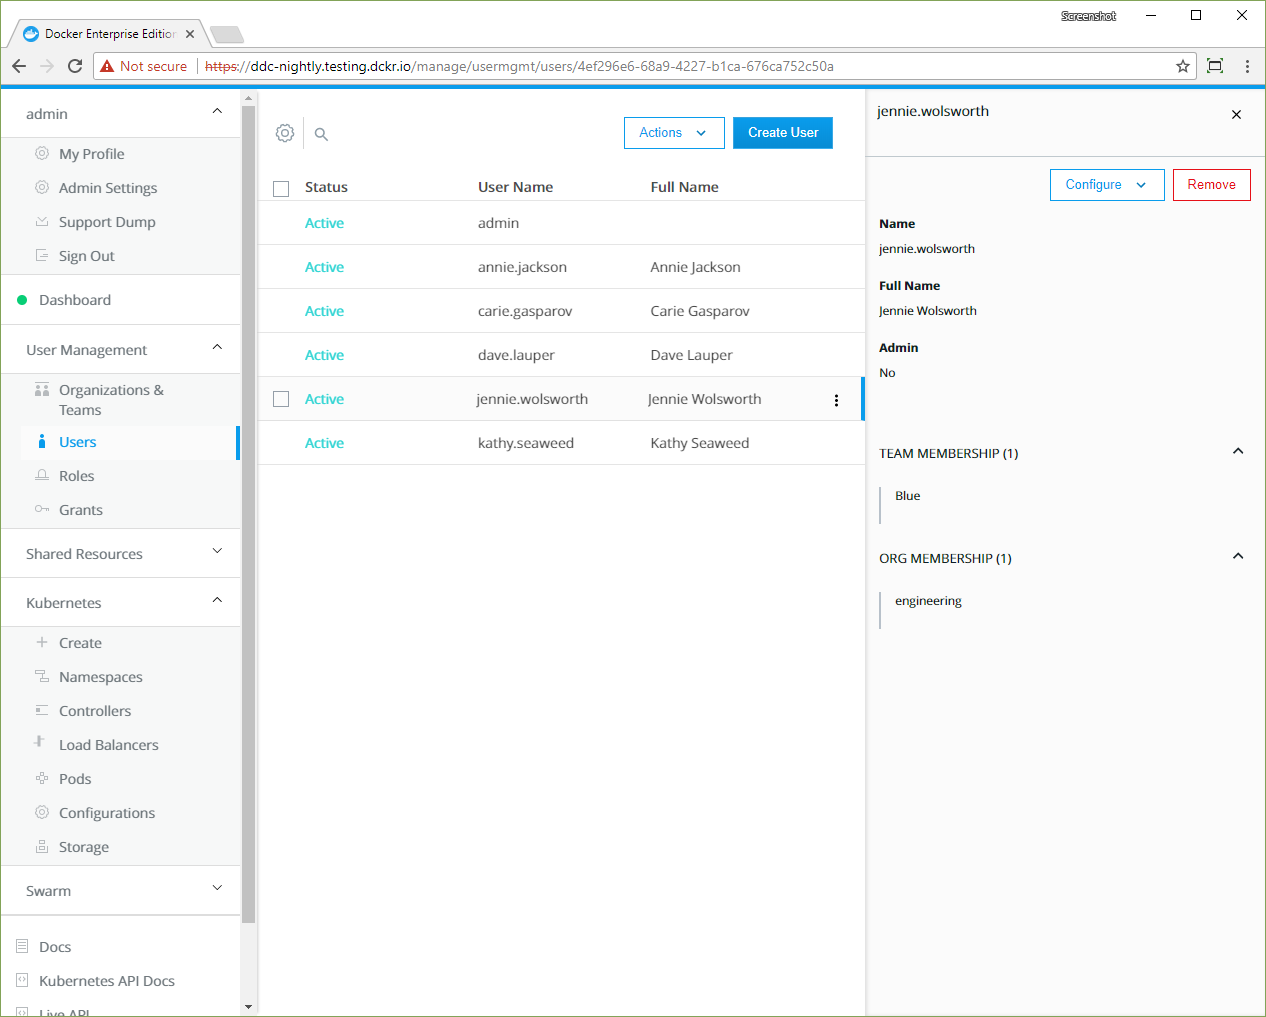 Screenshot
Docker Enterprise Edition
Not secure
https://ddc-nightly.testing.dckr.io/manage/usermgmt/users/4ef296e6-68a9-4227-b1ca-676ca752c50a
admin
My Profile
Admin Settings
Support Dump
Sign Out
Dashboard
User Management
Organizations &
Teams
Users
Roles
Grants
Shared Resources
Kubernetes
Create
Namespaces
Controllers
Load Balancers
Pods
Configurations
Storage
Swarm
Docs
Kubernetes API Docs
Live API
Actions
Create User
Status User Name Full Name
Active admin
Active annie.jackson Annie Jackson
Active carie.gasparov Carie Gasparov
Active dave.lauper Dave Lauper
Active jennie.wolsworth Jennie Wolsworth
Active kathy.seaweed Kathy Seaweed
jennie.wolsworth
Configure
Remove
Name
jennie.wolsworth
Full Name
Jennie Wolsworth
Admin
No
TEAM MEMBERSHIP (1)
Blue
ORG MEMBERSHIP (1)
engineering